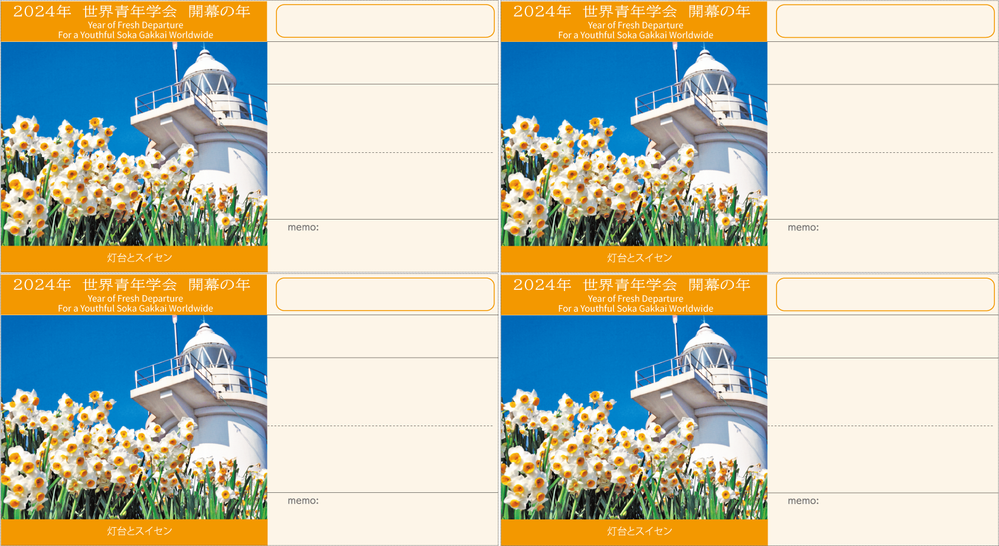 2024年 世界青年学会 開幕の年
Year of Fresh Departure
For a Youthful Soka Gakkai Worldwide
memo:
灯台とスイセン
2024年 世界青年学会 開幕の年
Year of Fresh Departure
For a Youthful Soka Gakkai Worldwide
memo:
灯台とスイセン
2024年 世界青年学会 開幕の年
Year of Fresh Departure
For a Youthful Soka Gakkai Worldwide
memo:
灯台とスイセン
2024年 世界青年学会 開幕の年
Year of Fresh Departure
For a Youthful Soka Gakkai Worldwide
memo:
灯台とスイセン